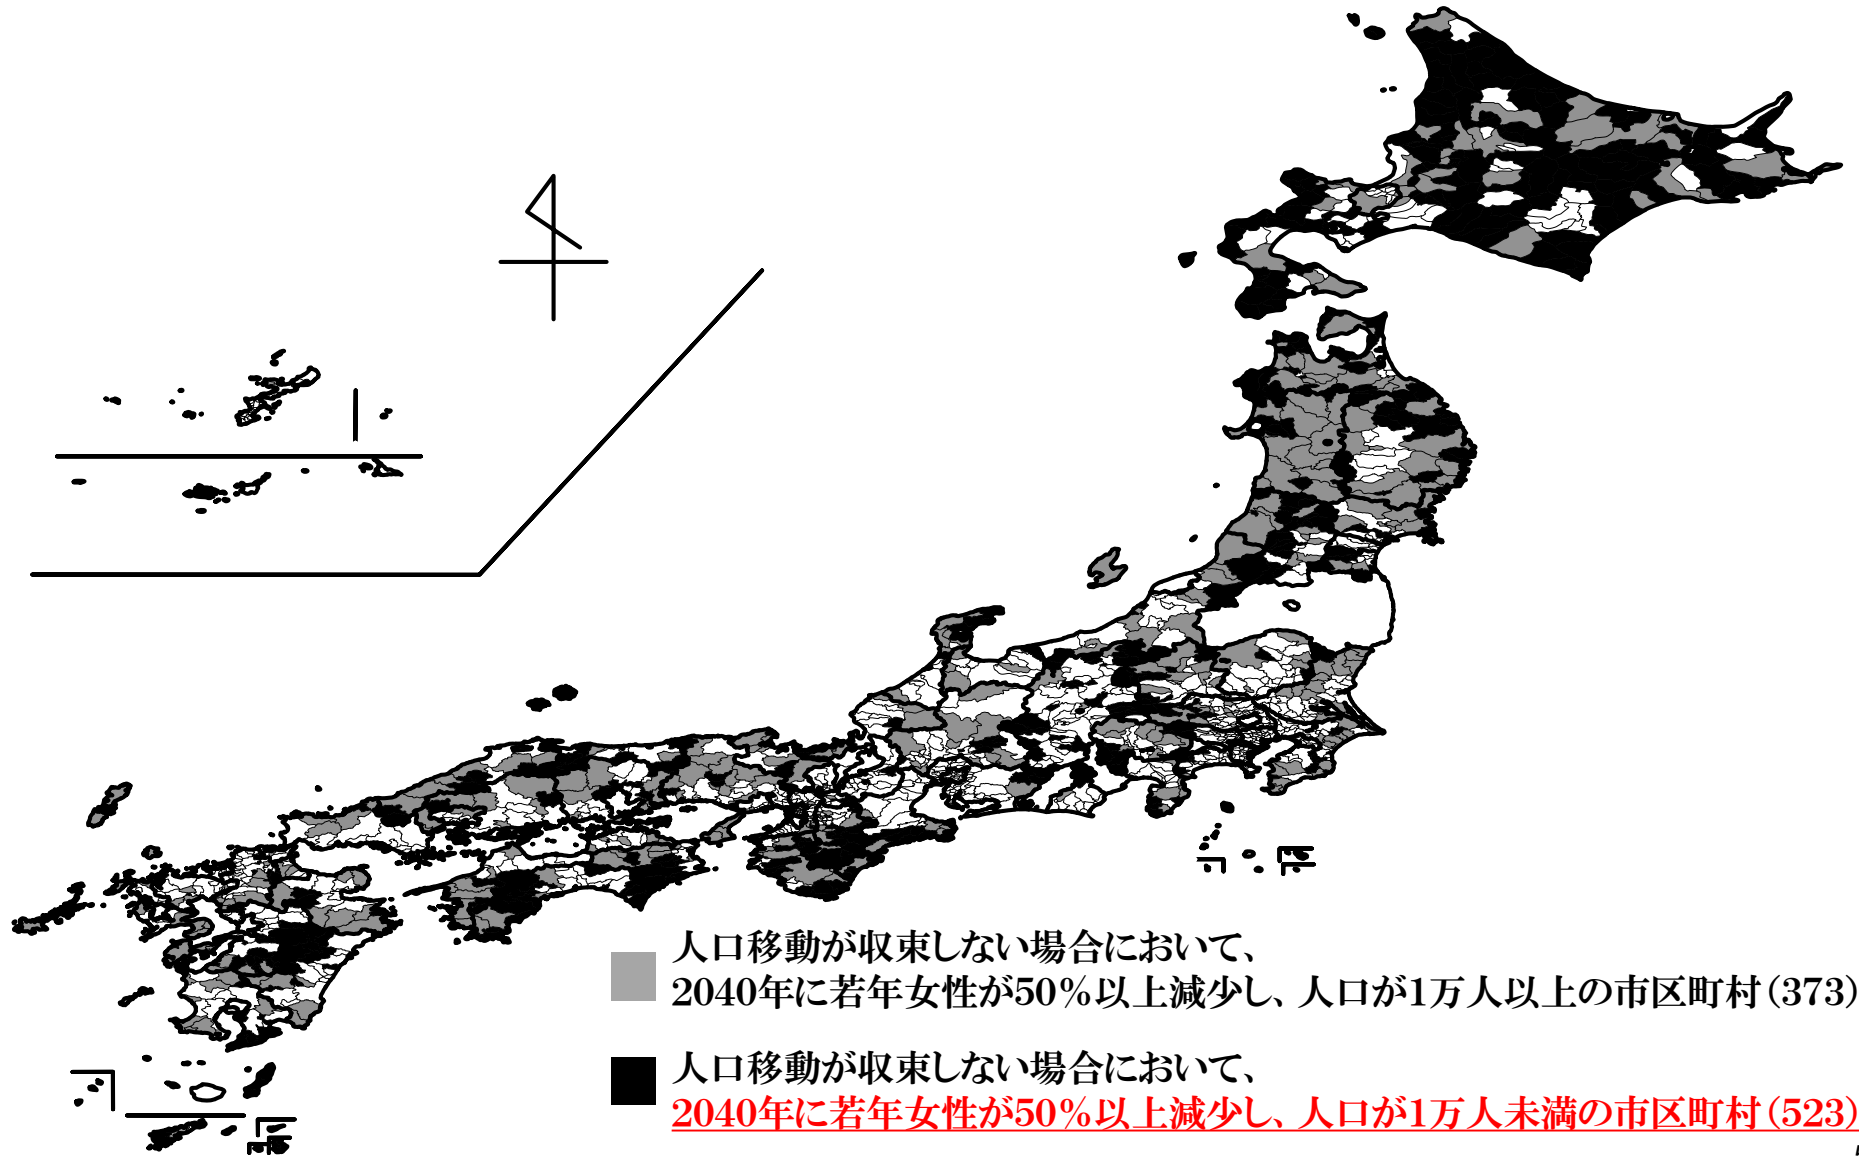 人口移動が収束しない場合において、
2040年に若年女性が50%以上減少し、人口が1万人以上の市区町村（373）
人口移動が収束しない場合において、
2040年に若年女性が50%以上減少し、人口が1万人未満の市区町村（523）